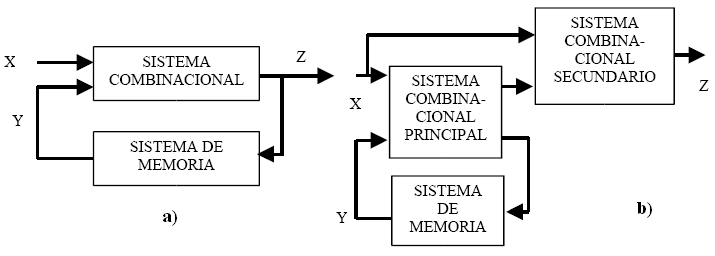 X
SISTEMA
COMBINACIONAL
Z
Y
SISTEMA DE
MEMORIA
a)
SISTEMA
COMBINA-
CIONAL
SECUNDARIO
X
SISTEMA
COMBINA-
CIONAL
PRINCIPAL
Z
Y
SISTEMA
DE
MEMORIA
b)